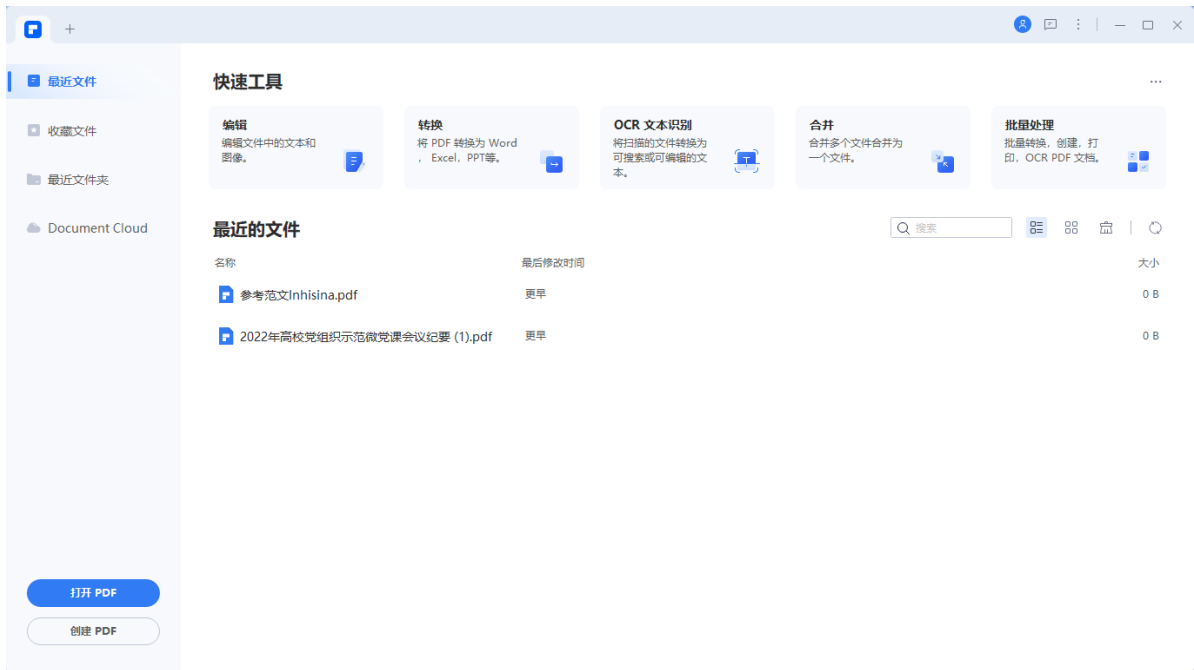 最近文件
收藏文件
最近文件夹
Document Cloud
打开 PDF
创建 PDF
快速工具
编辑
编辑文件中的文本和
图像。
转换
将 PDF 转换为 Word
，Excel，PPT等。
OCR 文本识别
将扫描的文件转换为
可搜索或可编辑的文
本。
合并
合并多个文件合并为
一个文件。
批量处理
批量转换，创建，打
印，OCR PDF 文档。
最近的文件
搜索
名称 最后修改时间 大小
参考范文Inhisina.pdf 更早 0 B
2022年高校党组织示范微党课会议纪要 (1).pdf 更早 0 B